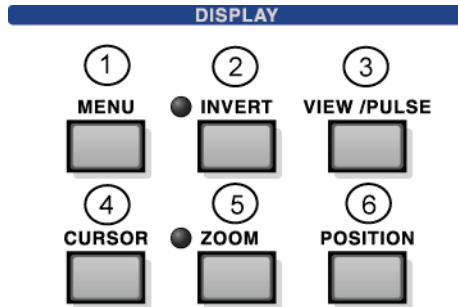 DISPLAY
1 2 3
MENU INVERT VIEW /PULSE
4 5 6
CURSOR ZOOM POSITION